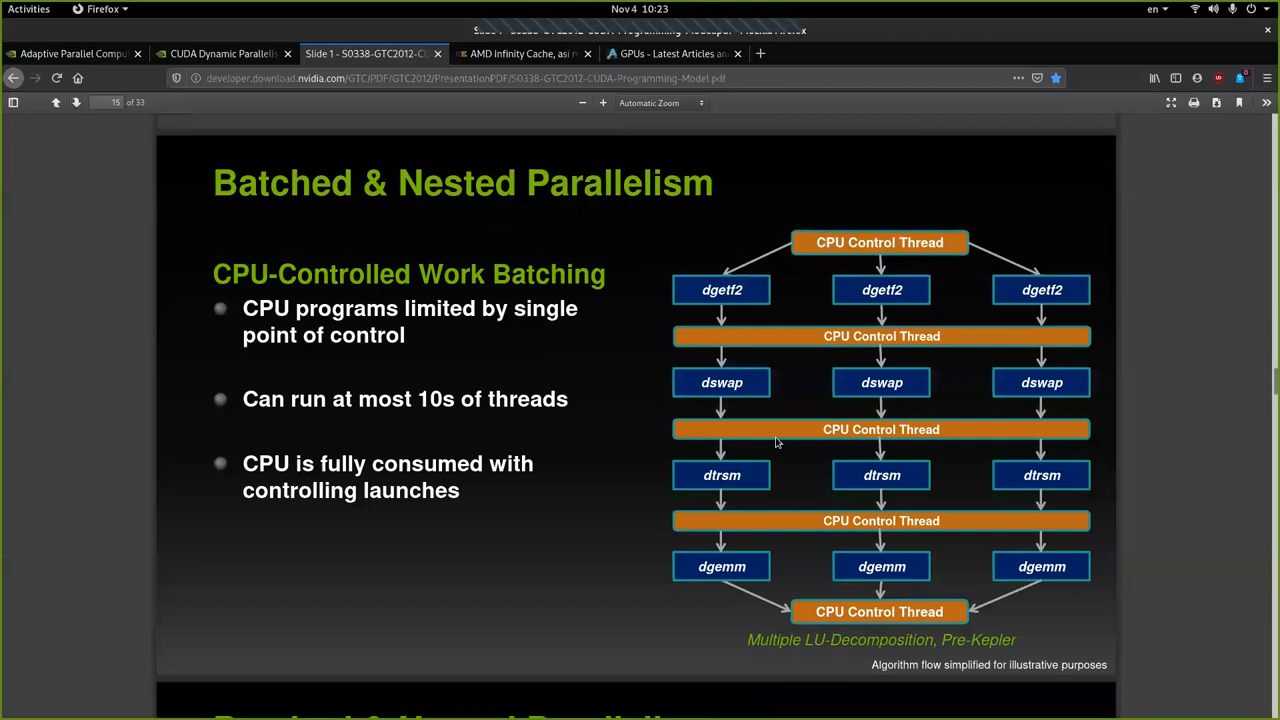 Activities
Firefox
Nov 4 10:23
en
Adaptive Parallel Comput
CUDA Dynamic Parallelis
Slide 1 - S0338-GTC2012-CU
AMD Infinity Cache, así m
GPUs - Latest Articles an
developer.download.nvidia.com/GTC/PDF/GTC2012/PresentationPDF/S0338-GTC2012-CUDA-Programming-Model.pdf
15 of 33
Automatic Zoom
Batched & Nested Parallelism
CPU-Controlled Work Batching
CPU programs limited by single
point of control
Can run at most 10s of threads
CPU is fully consumed with
controlling launches
CPU Control Thread
dgetf2 dgetf2 dgetf2
CPU Control Thread
dswap dswap dswap
CPU Control Thread
dtrsm dtrsm dtrsm
CPU Control Thread
dgemm dgemm dgemm
CPU Control Thread
Multiple LU-Decomposition, Pre-Kepler
Algorithm flow simplified for illustrative purposes